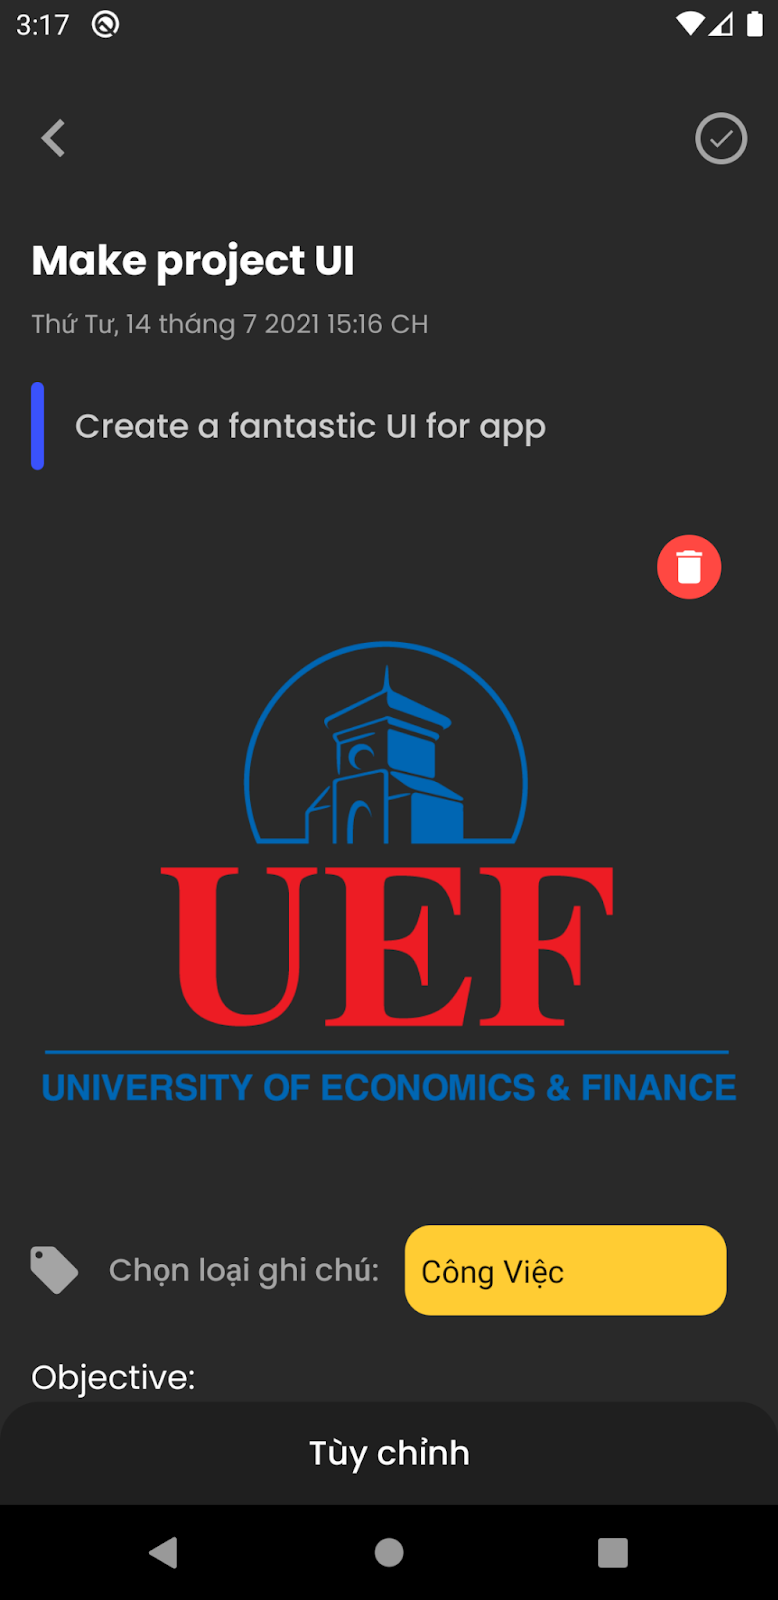 3:17
Make project UI
Thứ Tư, 14 tháng 7 2021 15:16 CH
Create a fantastic UI for app
UEF
UNIVERSITY OF ECONOMICS & FINANCE
Chọn loại ghi chú:
Công Việc
Objective:
Tùy chỉnh